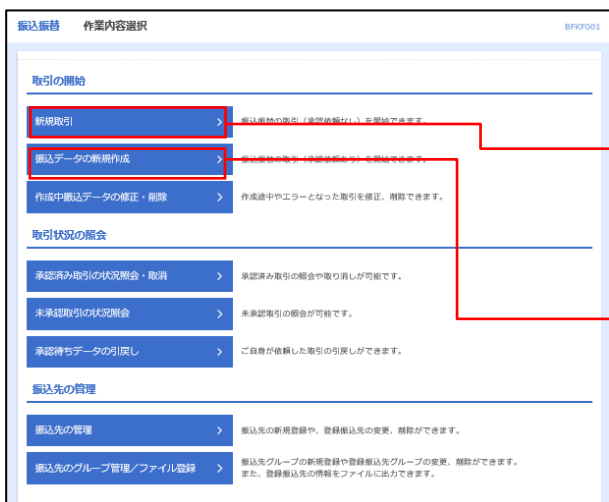 振込振替 作業内容選択 BFKF001
取引の開始
新規取引 > 振込振替の取引（承認依頼なし）を開始できます。
振込データの新規作成 > 振込振替の取引（承認依頼あり）を開始できます。
作成中振込データの修正・削除 > 作成途中やエラーとなった取引を修正、削除できます。
取引状況の照会
承認済み取引の状況照会・取消 > 承認済み取引の照会や取り消しが可能です。
未承認取引の状況照会 > 未承認取引の照会が可能です。
承認待ちデータの引戻し > ご自身が依頼した取引の引戻しができます。
振込先の管理
振込先の管理 > 振込先の新規登録や、登録振込先の変更、削除ができます。
振込先のグループ管理／ファイル登録 > 振込先グループの新規登録や登録振込先グループの変更、削除ができます。
また、登録振込先の情報をファイルに出力できます。